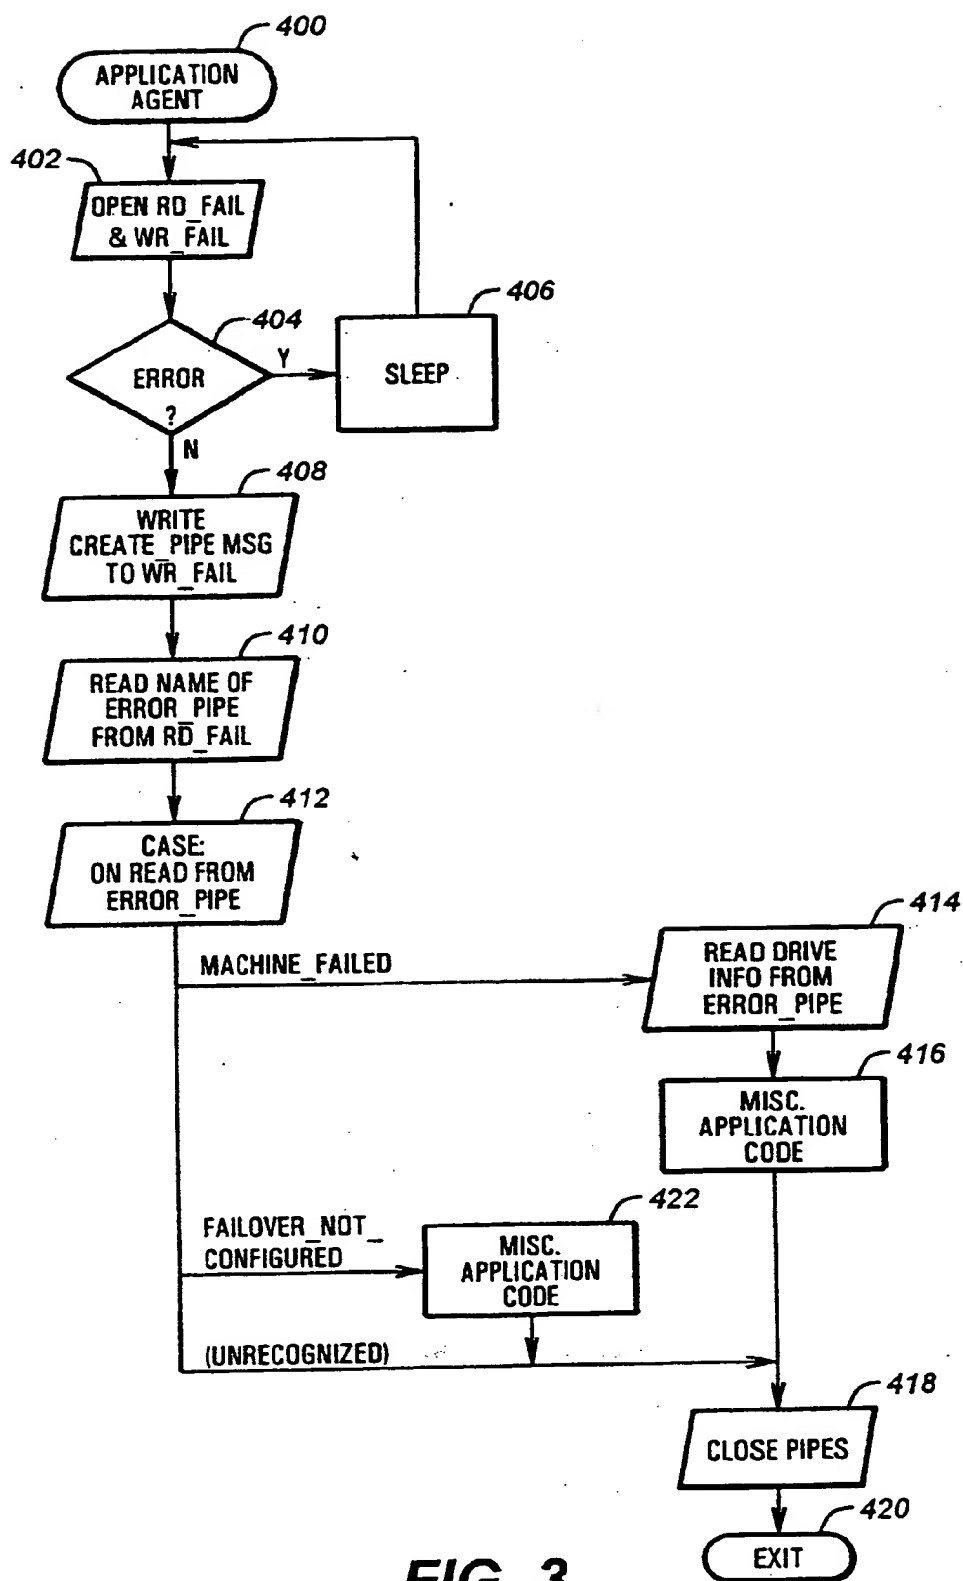 400
APPLICATION
AGENT
402
OPEN RD_FAIL
& WR_FAIL
404
ERROR
?
Y
406
SLEEP
N
408
WRITE
CREATE_PIPE MSG
TO WR_FAIL
410
READ NAME OF
ERROR_PIPE
FROM RD_FAIL
412
CASE:
ON READ FROM
ERROR_PIPE
MACHINE_FAILED
414
READ DRIVE
INFO FROM
ERROR_PIPE
416
MISC.
APPLICATION
CODE
FAILOVER_NOT_
CONFIGURED
422
MISC.
APPLICATION
CODE
(UNRECOGNIZED)
418
CLOSE PIPES
420
EXIT
FIG. 3